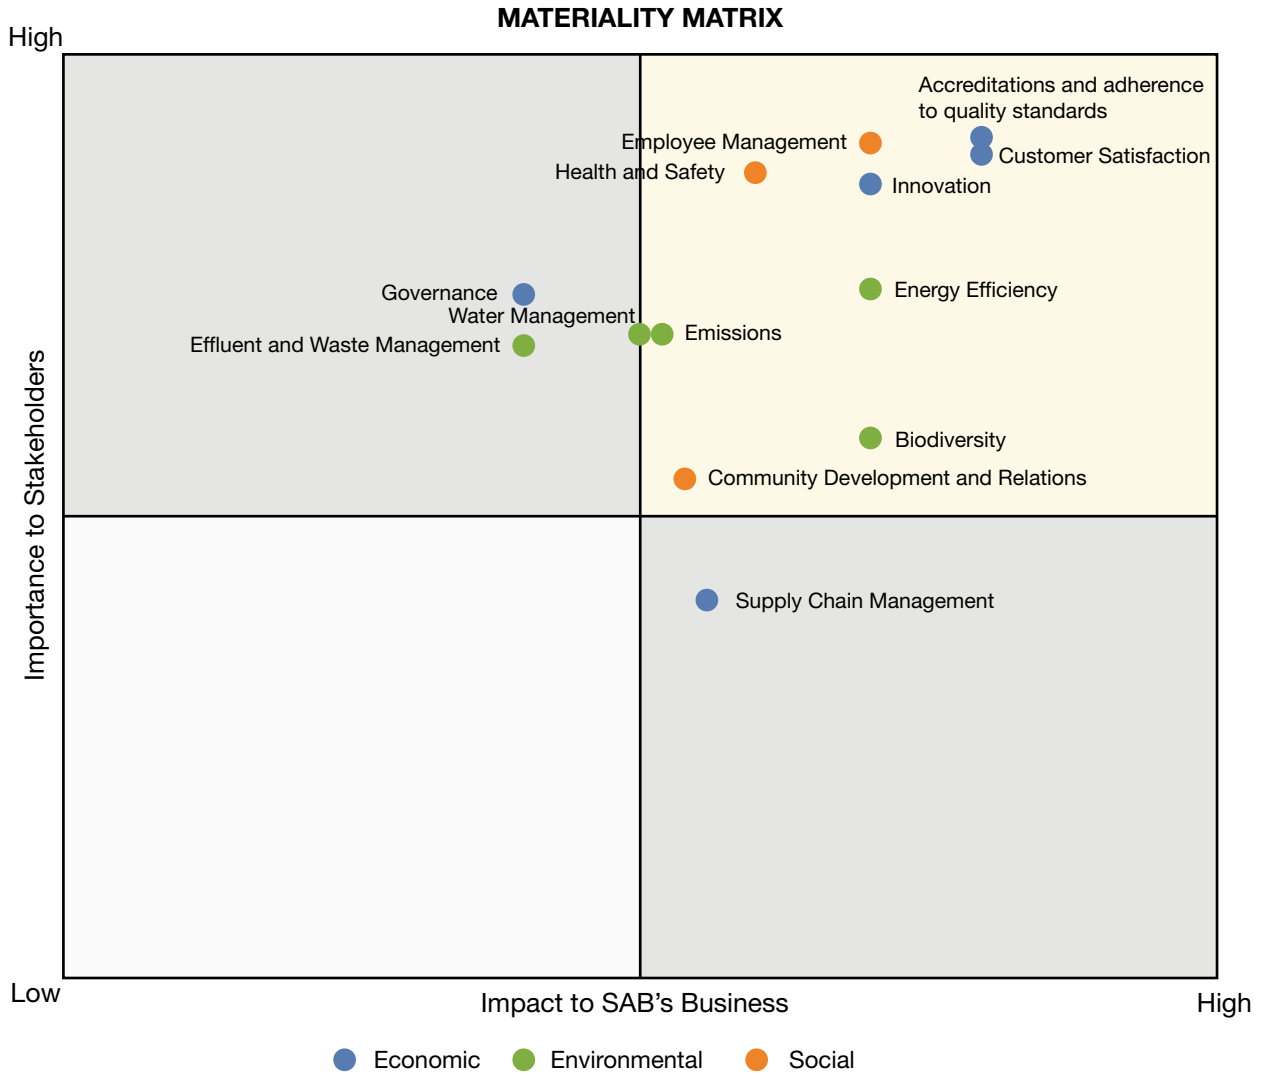 MATERIALITY MATRIX
High
Accreditations and adherence
to quality standards
Employee Management
Customer Satisfaction
Health and Safety
Innovation
Governance
Energy Efficiency
Water Management
Emissions
Effluent and Waste Management
Biodiversity
Community Development and Relations
Importance to Stakeholders
Supply Chain Management
Low
Impact to SAB’s Business
High
Economic
Environmental
Social